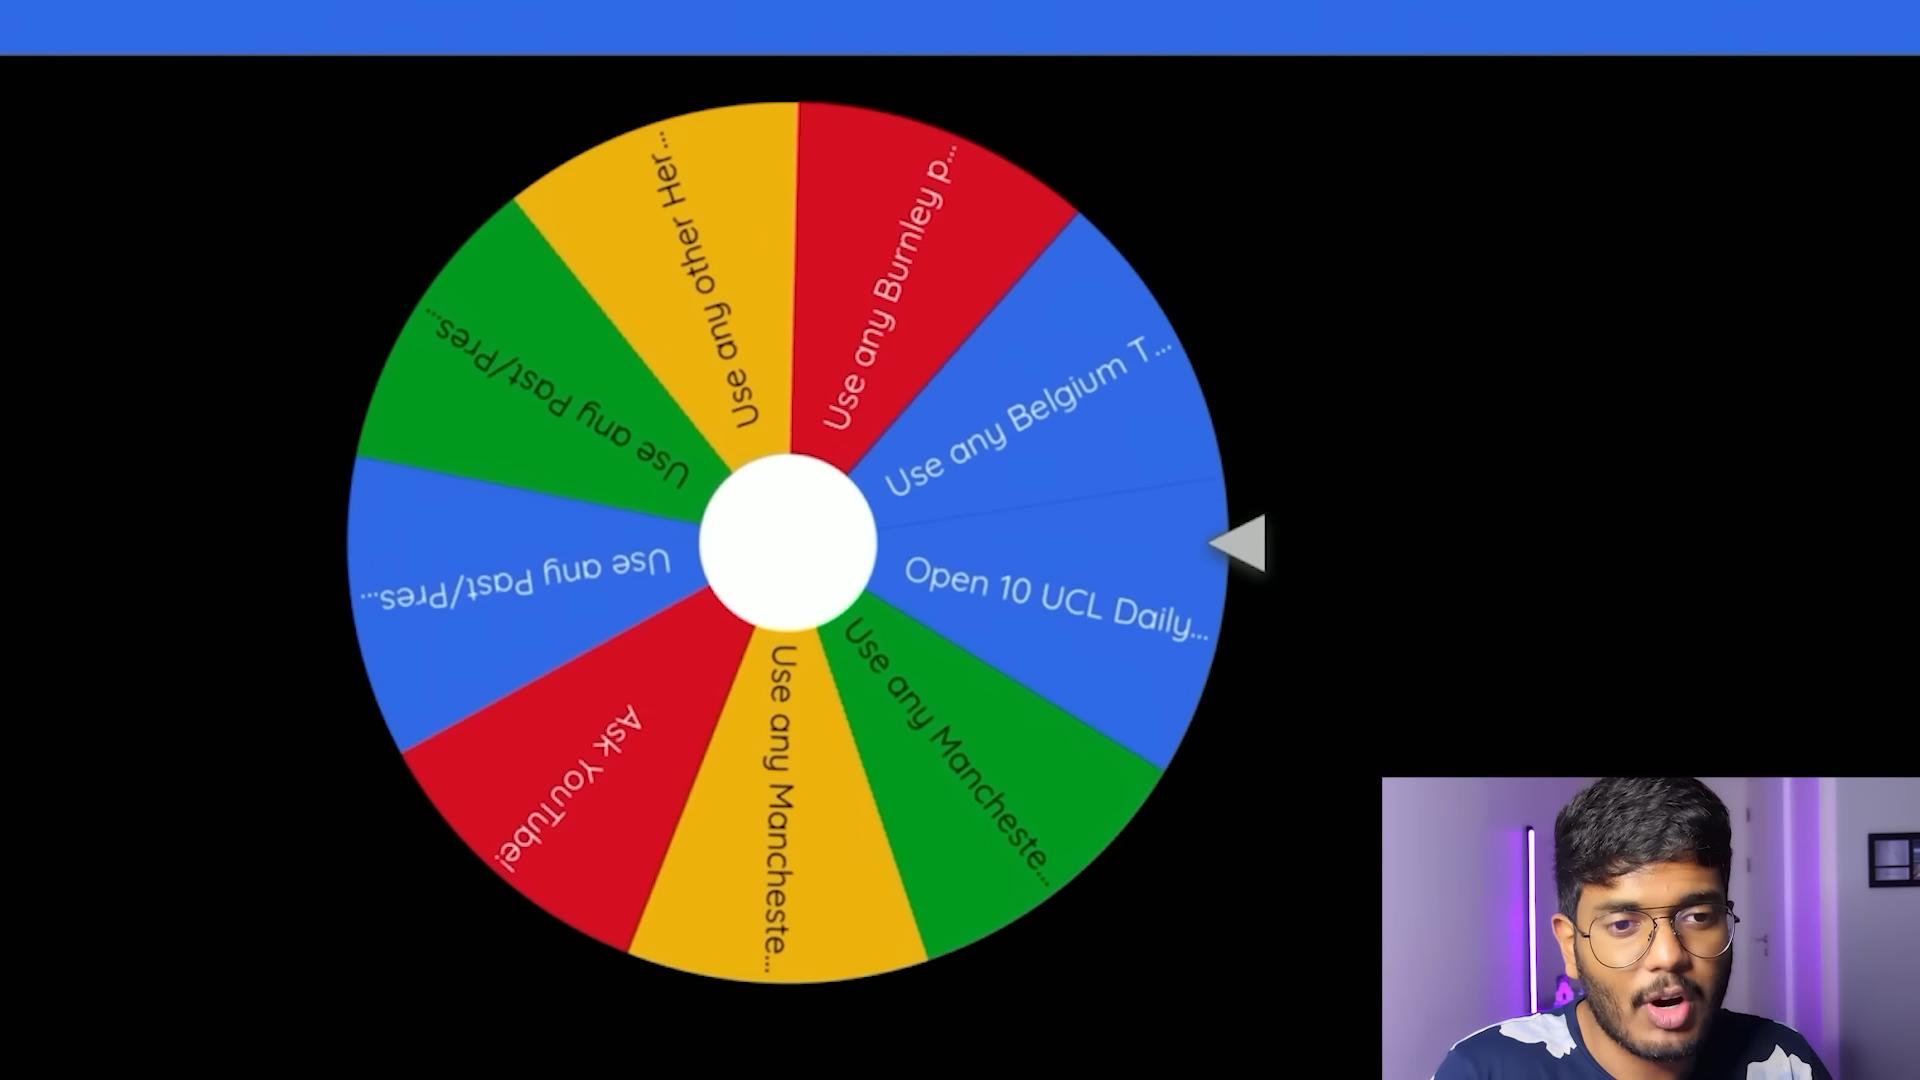 Use any other Her...
Use any Burnley p...
Use any Belgium T...
Open 10 UCL Daily...
Use any Mancheste...
Use any Mancheste...
Ask YouTube!
Use any Past/Pres...
Use any Past/Pres...